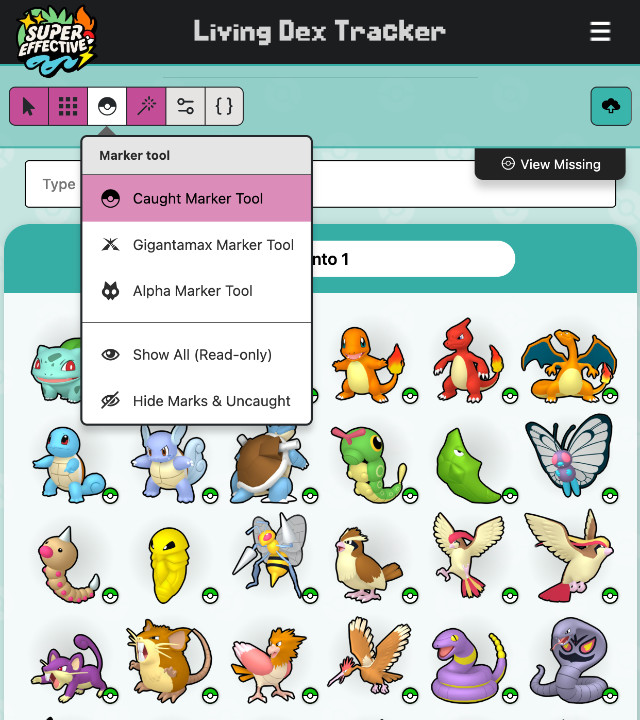 SUPER
EFFECTIVE
Living Dex Tracker
{ }
Marker tool
View Missing
Type
Caught Marker Tool
Gigantamax Marker Tool
nto 1
Alpha Marker Tool
Show All (Read-only)
Hide Marks & Uncaught